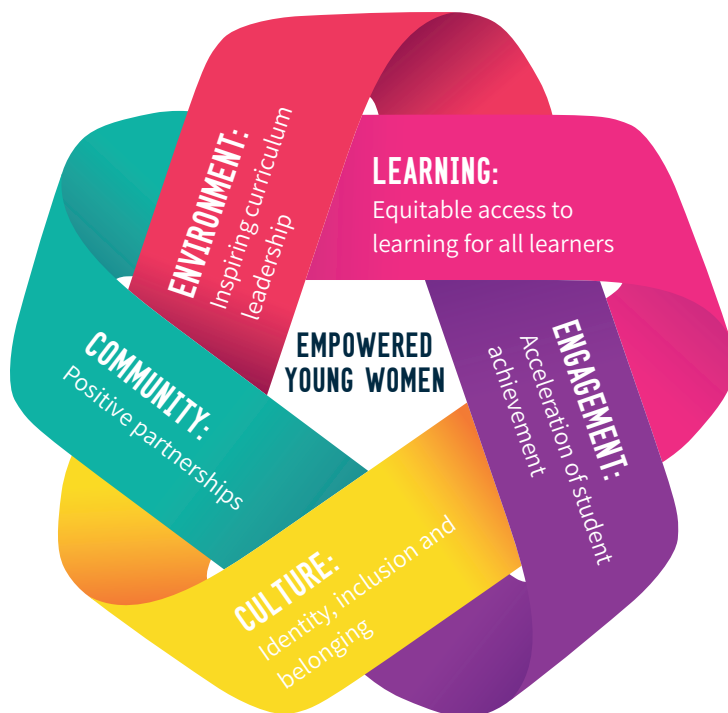 ENVIRONMENT:
Inspiring curriculum
leadership
LEARNING:
Equitable access to
learning for all learners
ENGAGEMENT:
Acceleration of student
achievement
CULTURE:
Identity, inclusion and
belonging
COMMUNITY:
Positive partnerships
EMPOWERED
YOUNG WOMEN